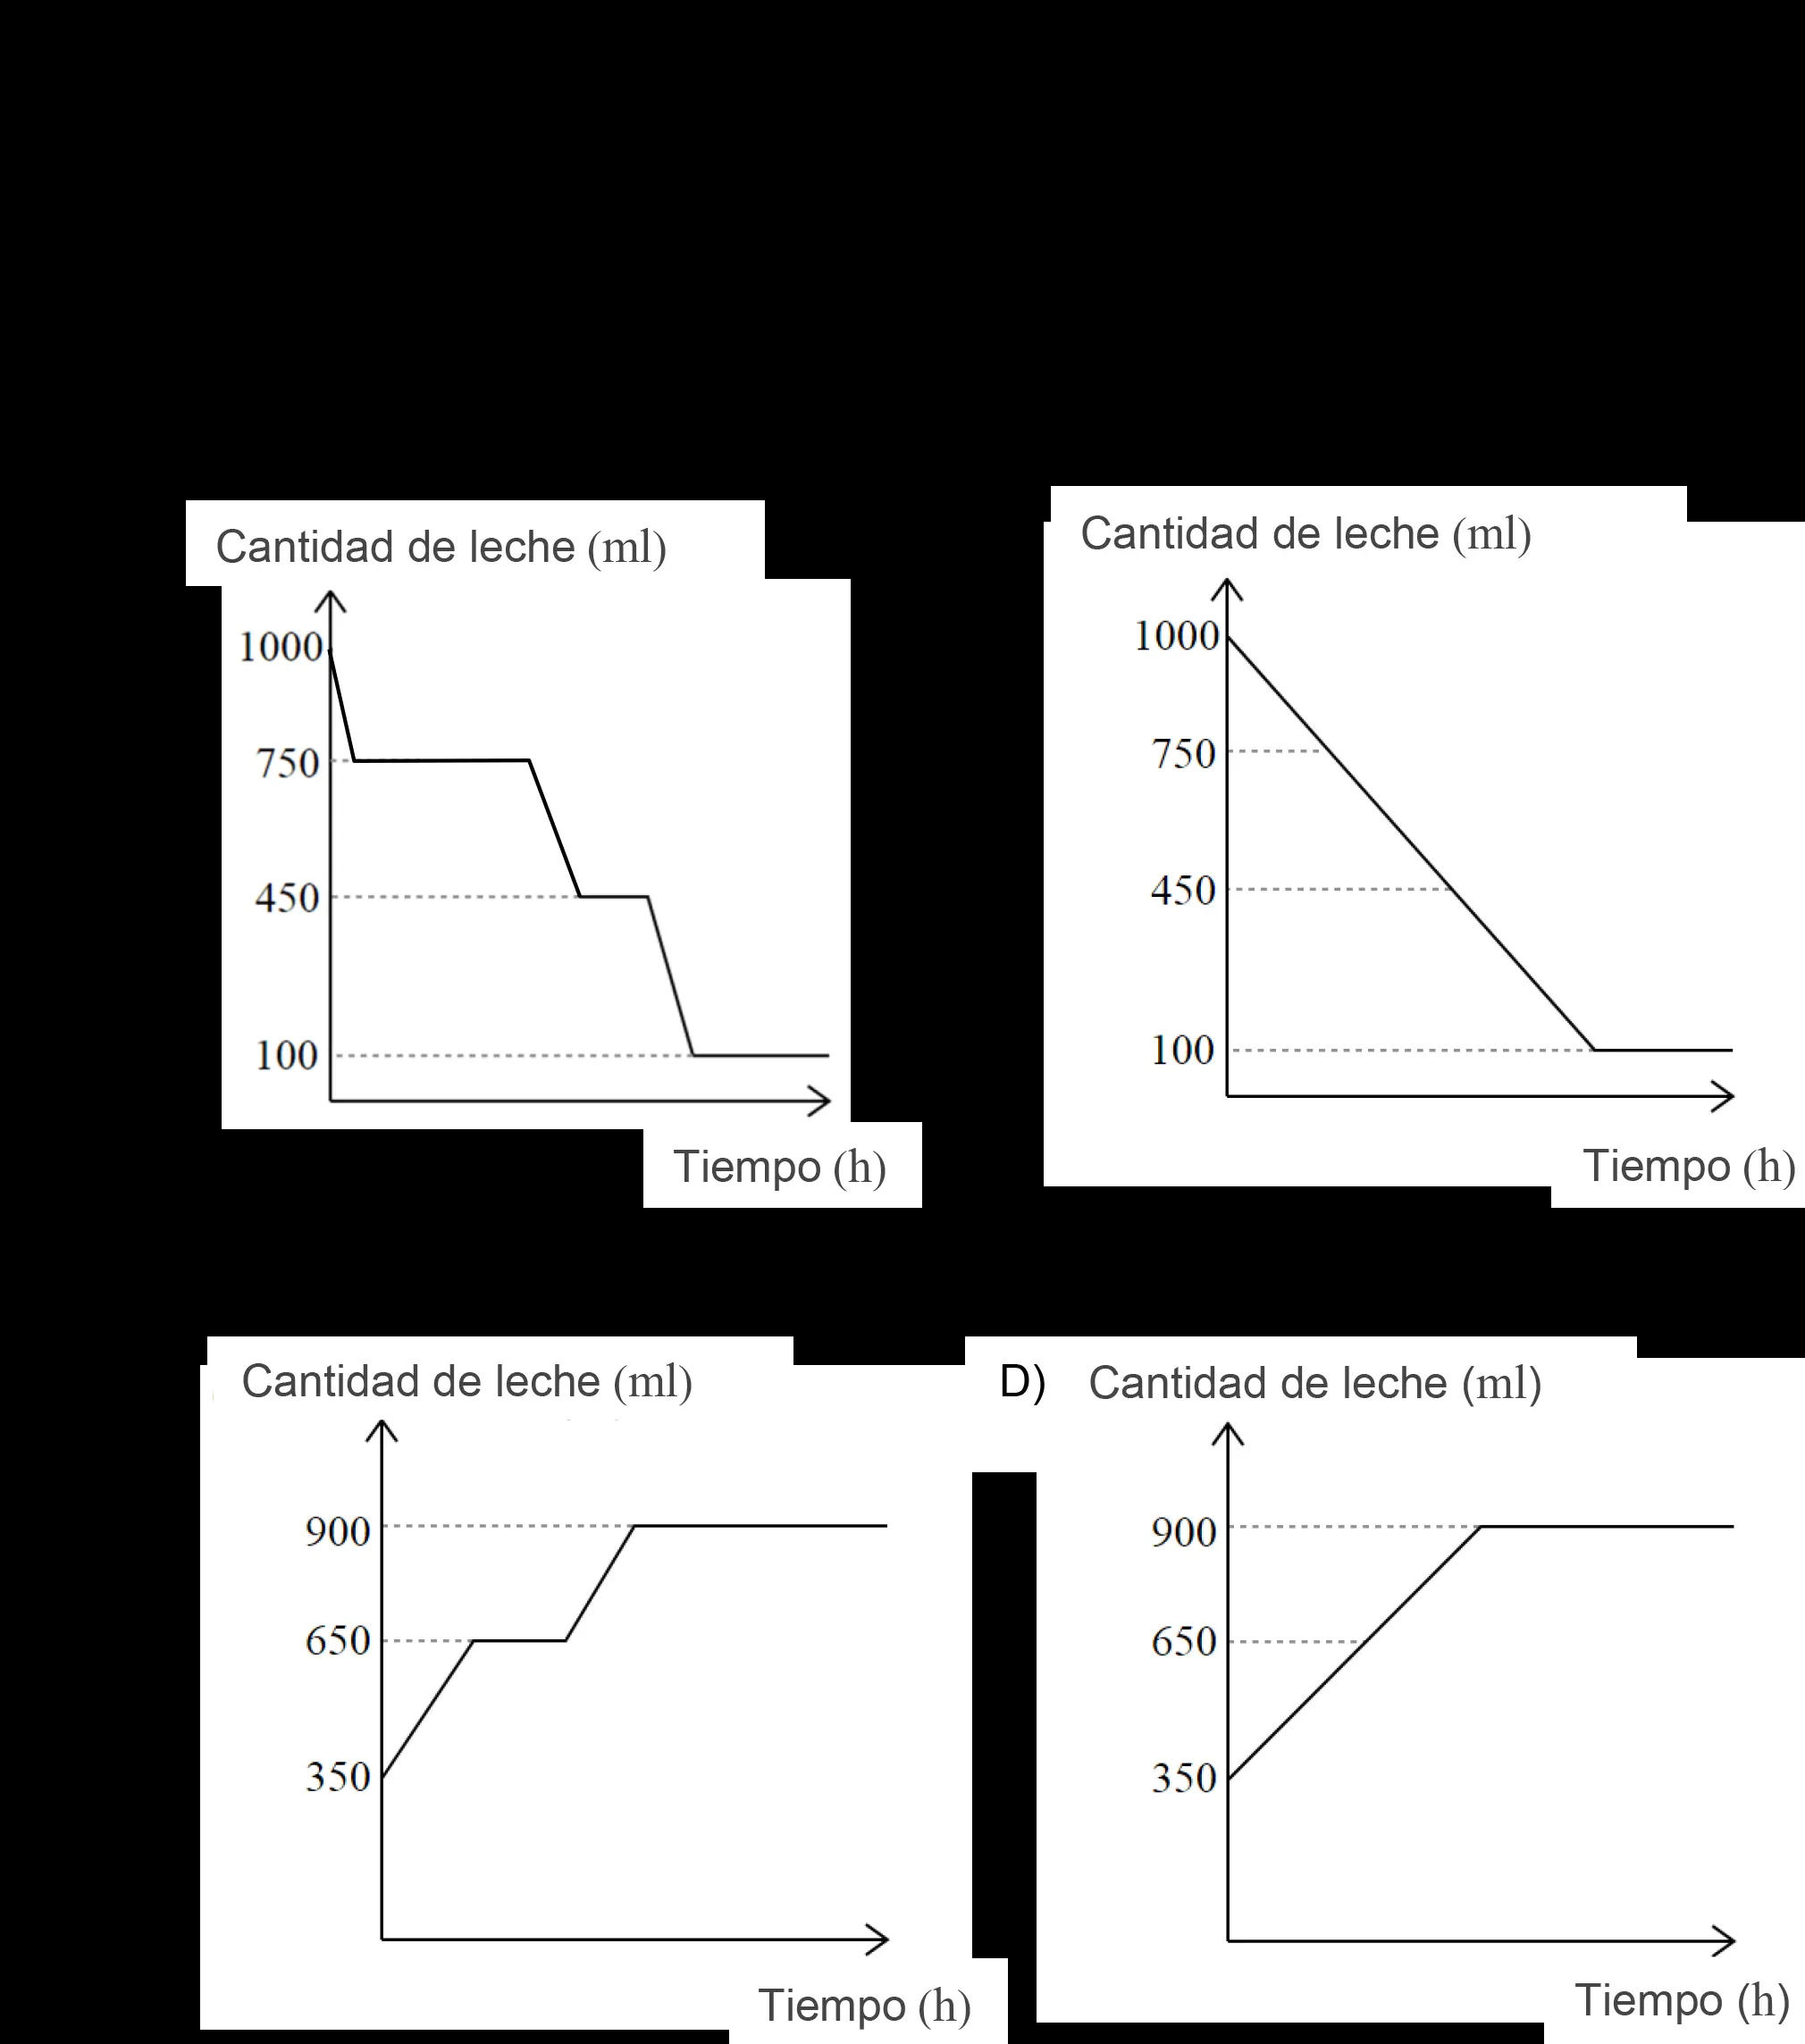 Cantidad de leche (ml)
1000
750
450
100
Tiempo (h)
Cantidad de leche (ml)
1000
750
450
100
Tiempo (h)
Cantidad de leche (ml)
900
650
350
Tiempo (h)
D) Cantidad de leche (ml)
900
650
350
Tiempo (h)